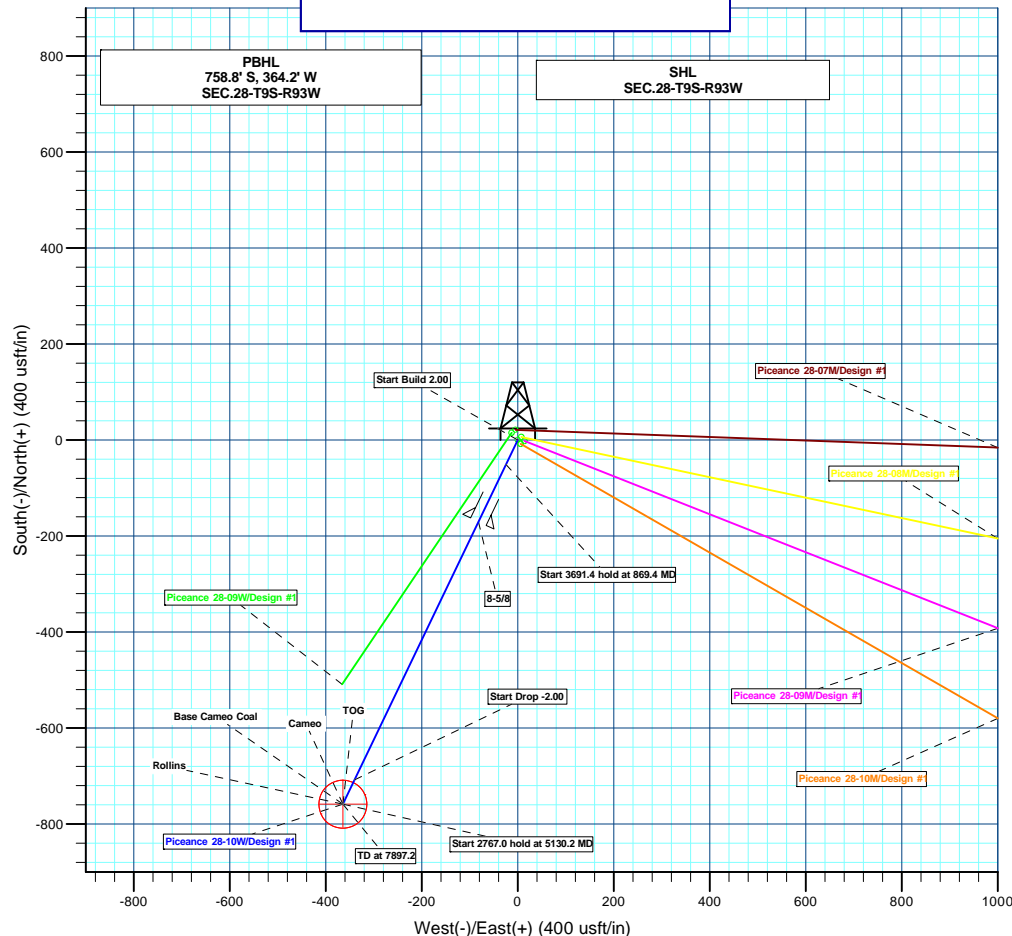 PBHL
758.8' S, 364.2' W
SEC.28-T9S-R93W
SHL
SEC.28-T9S-R93W
800
600
400
200
0
-200
-400
-600
-800
South(-)/North(+) (400 usft/in)
Start Build 2.00
Piceance 28-07M/Design #1
Piceance 28-08M/Design #1
Start 3691.4 hold at 869.4 MD
8-5/8
Piceance 28-09W/Design #1
Start Drop -2.00
Piceance 28-09M/Design #1
TOG
Base Cameo Coal
Cameo
Rollins
Piceance 28-10M/Design #1
Piceance 28-10W/Design #1
Start 2767.0 hold at 5130.2 MD
TD at 7897.2
-800
-600
-400
-200
0
200
400
600
800
1000
West(-)/East(+) (400 usft/in)